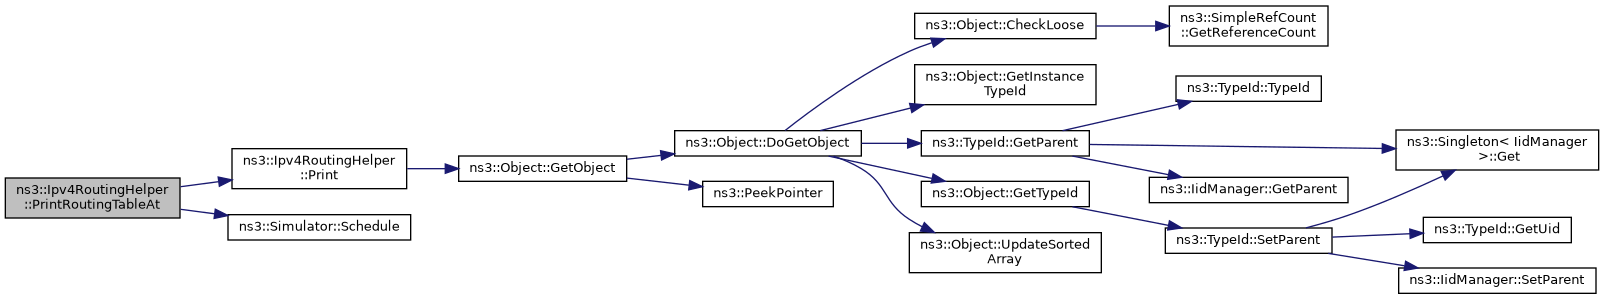 ns3::Ipv4RoutingHelper
::PrintRoutingTableAt
ns3::Ipv4RoutingHelper
::Print
ns3::Simulator::Schedule
ns3::Object::GetObject
ns3::Object::DoGetObject
ns3::PeekPointer
ns3::Object::CheckLoose
ns3::Object::GetInstance
TypeId
ns3::TypeId::GetParent
ns3::Object::GetTypeId
ns3::Object::UpdateSorted
Array
ns3::SimpleRefCount
::GetReferenceCount
ns3::TypeId::TypeId
ns3::IidManager::GetParent
ns3::TypeId::SetParent
ns3::Singleton< IidManager
>::Get
ns3::TypeId::GetUid
ns3::IidManager::SetParent